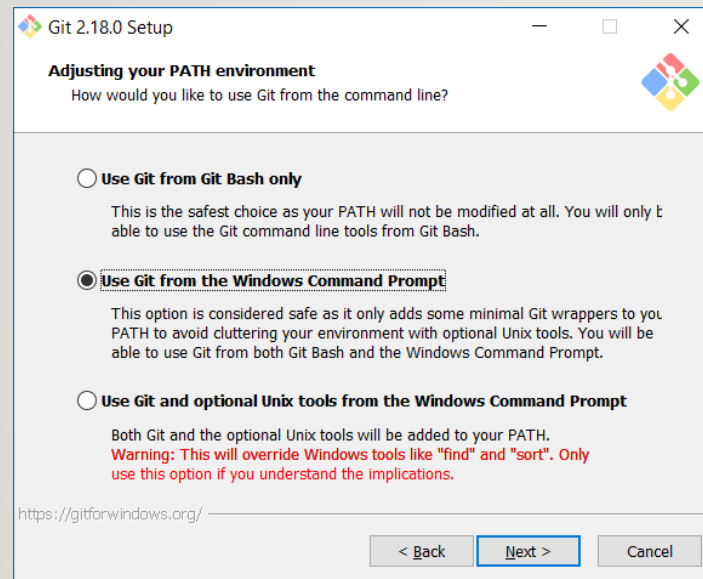 Git 2.18.0 Setup
Adjusting your PATH environment
How would you like to use Git from the command line?
Use Git from Git Bash only
This is the safest choice as your PATH will not be modified at all. You will only
able to use the Git command line tools from Git Bash.
Use Git from the Windows Command Prompt
This option is considered safe as it only adds some minimal Git wrappers to
PATH to avoid cluttering your environment with optional Unix tools. You will be
able to use Git from both Git Bash and the Windows Command Prompt.
Use Git and optional Unix tools from the Windows Command Prompt
Both Git and the optional Unix tools will be added to your PATH.
Warning: This will override Windows tools like "find" and "sort". Only
use this option if you understand the implications.
https://gitforwindows.org/
< Back Next > Cancel